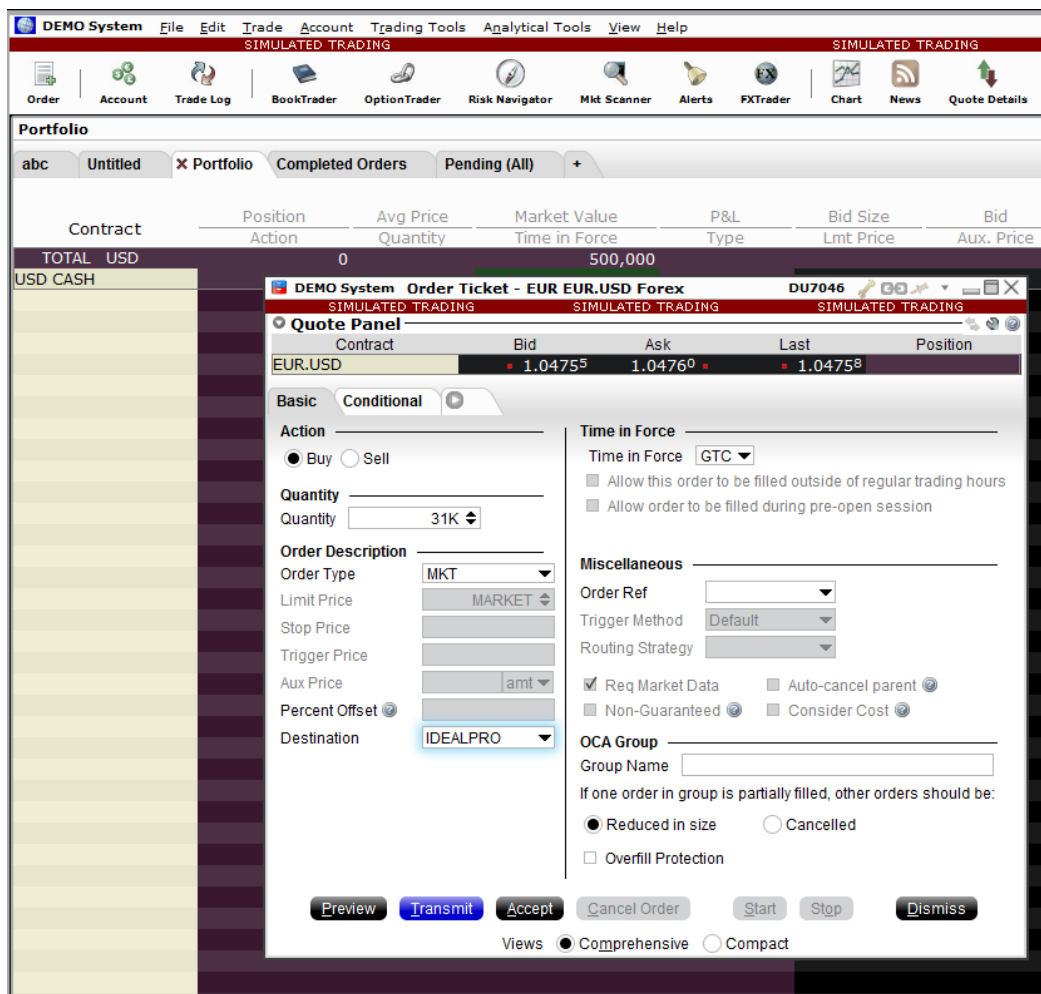 DEMO System File Edit Trade Account Trading Tools Analytical Tools View Help
SIMULATED TRADING SIMULATED TRADING
Order Account Trade Log BookTrader OptionTrader Risk Navigator Mkt Scanner Alerts FXTrader Chart News Quote Details
FX
Portfolio
abc Untitled Portfolio Completed Orders Pending (All) +
Contract Position Avg Price Market Value P&L Bid Size Bid
Action Quantity Time in Force Type Lmt Price Aux. Price
TOTAL USD 0 500,000
USD CASH
DEMO System Order Ticket - EUR EUR.USD Forex DU7046
SIMULATED TRADING SIMULATED TRADING SIMULATED TRADING
Quote Panel
Contract Bid Ask Last Position
EUR.USD 1.04755 1.04760 1.04758
Basic Conditional
Action
Buy Sell
Quantity
Quantity 31K
Order Description
Order Type MKT
Limit Price MARKET
Stop Price
Trigger Price
Aux Price amt
Percent Offset
Destination IDEALPRO
Time in Force
Time in Force GTC
Allow this order to be filled outside of regular trading hours
Allow order to be filled during pre-open session
Miscellaneous
Order Ref
Trigger Method Default
Routing Strategy
Req Market Data Auto-cancel parent
Non-Guaranteed Consider Cost
OCA Group
Group Name
If one order in group is partially filled, other orders should be:
Reduced in size Cancelled
Overfill Protection
Preview Transmit Accept Cancel Order Start Stop Dismiss
Views Comprehensive Compact